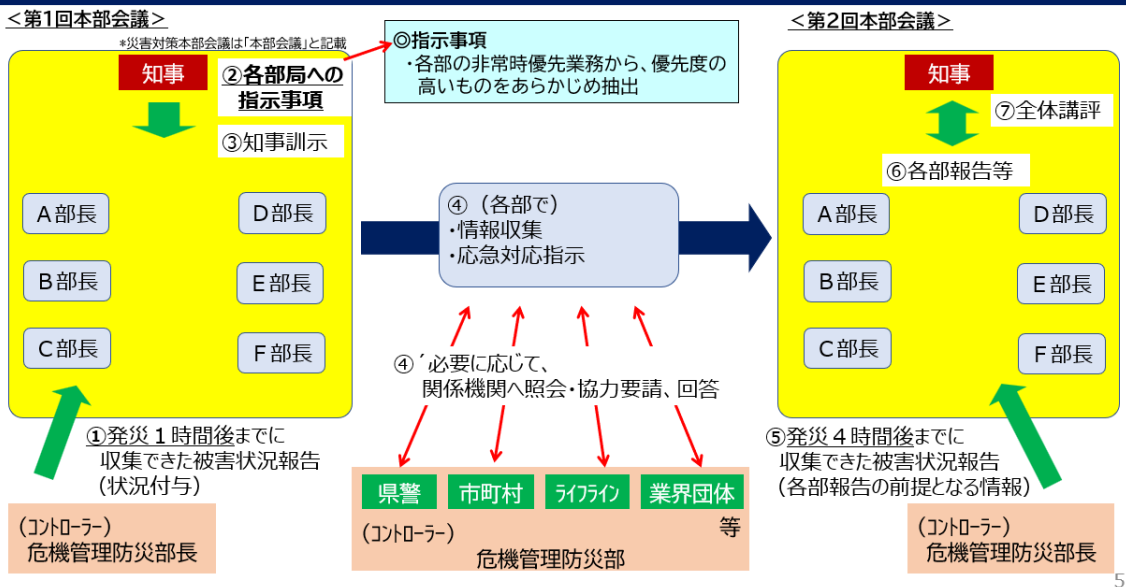 ＜第1回本部会議＞
*災害対策本部会議は「本部会議」と記載
知事
②各部局への
指示事項
③知事訓示
A部長
D部長
B部長
E部長
C部長
F部長
①発災１時間後までに
収集できた被害状況報告
(状況付与)
(ｺﾝﾄﾛｰﾗｰ)
危機管理防災部長
◎指示事項
・各部の非常時優先業務から、優先度の
高いものをあらかじめ抽出
④（各部で）
・情報収集
・応急対応指示
④´必要に応じて、
関係機関へ照会・協力要請、回答
県警
市町村
ﾗｲﾌﾗｲﾝ
業界団体
等
(ｺﾝﾄﾛｰﾗｰ)
危機管理防災部
＜第2回本部会議＞
知事
⑦全体講評
⑥各部報告等
A部長
D部長
B部長
E部長
C部長
F部長
⑤発災４時間後までに
収集できた被害状況報告
(各部報告の前提となる情報)
(ｺﾝﾄﾛｰﾗｰ)
危機管理防災部長
5